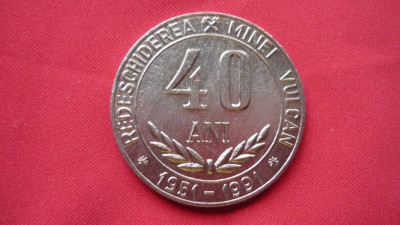 REDESCHIDEREA MINEI VULCAN
40
ANI
* 1951-1991 *